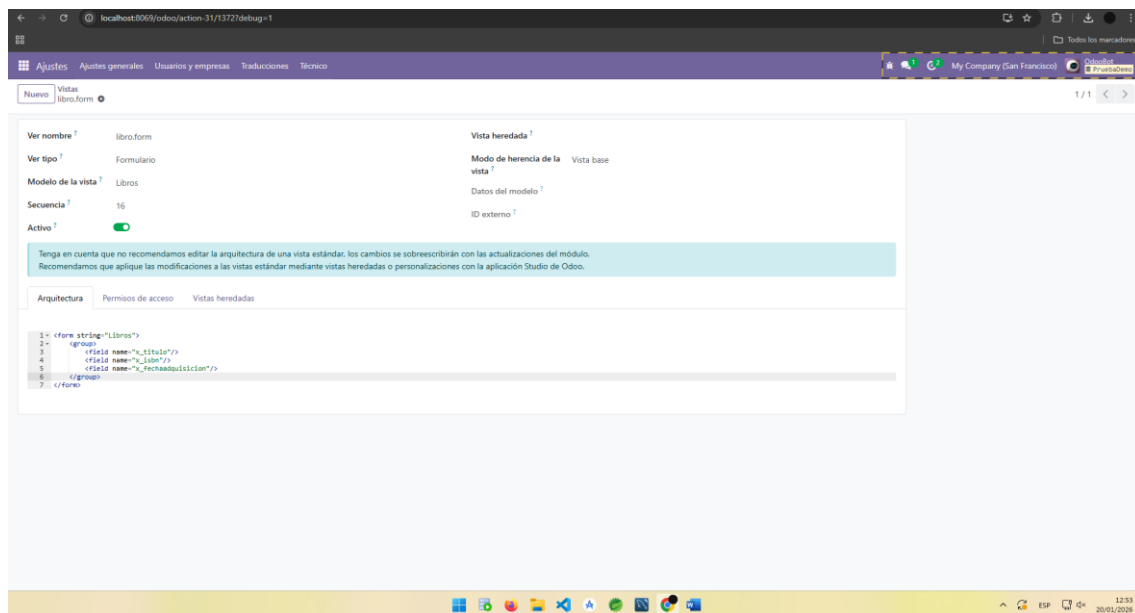 localhost:8069/odoo/action-31/1372?debug=1
Todos los marcadores
Ajustes Ajustes generales Usuarios y empresas Traducciones Técnico 1 2 My Company (San Francisco) OdooBot
PruebaDemo
Nuevo Vistas
libro.form
1 / 1
Ver nombre ? libro.form
Vista heredada ?
Ver tipo ? Formulario
Modo de herencia de la vista ? Vista base
Modelo de la vista ? Libros
Datos del modelo ?
Secuencia ? 16
ID externo ?
Activo ?
Tenga en cuenta que no recomendamos editar la arquitectura de una vista estándar. los cambios se sobreescribirán con las actualizaciones del módulo.
Recomendamos que aplique las modificaciones a las vistas estándar mediante vistas heredadas o personalizaciones con la aplicación Studio de Odoo.
Arquitectura Permisos de acceso Vistas heredadas
1 <form string="Libros">
2 <group>
3 <field name="x_titulo"/>
4 <field name="x_isbn"/>
5 <field name="x_fechaadquisicion"/>
6 </group>
7 </form>
ESP 12:53
20/01/2026